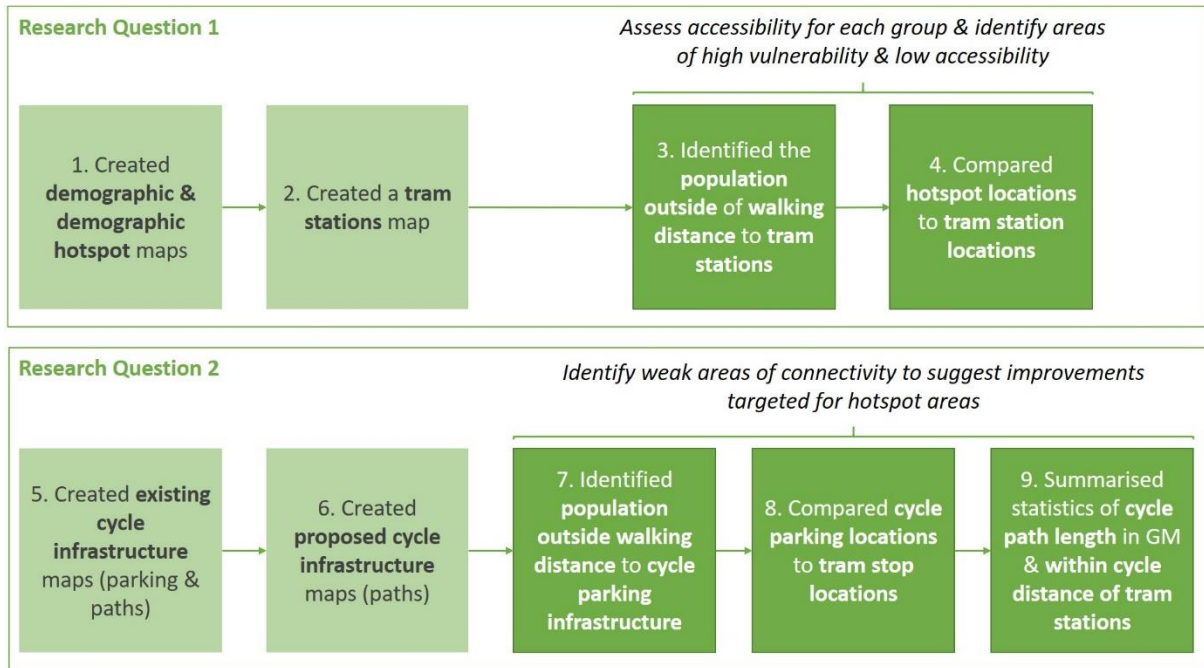 Research Question 1
Assess accessibility for each group & identify areas
of high vulnerability & low accessibility
1. Created
demographic &
demographic
hotspot maps
2. Created a tram
stations map
3. Identified the
population
outside of walking
distance to tram
stations
4. Compared
hotspot locations
to tram station
locations
Research Question 2
Identify weak areas of connectivity to suggest improvements
targeted for hotspot areas
5. Created existing
cycle
infrastructure
maps (parking &
paths)
6. Created
proposed cycle
infrastructure
maps (paths)
7. Identified
population
outside walking
distance to cycle
parking
infrastructure
8. Compared cycle
parking locations
to tram stop
locations
9. Summarised
statistics of cycle
path length in GM
& within cycle
distance of tram
stations